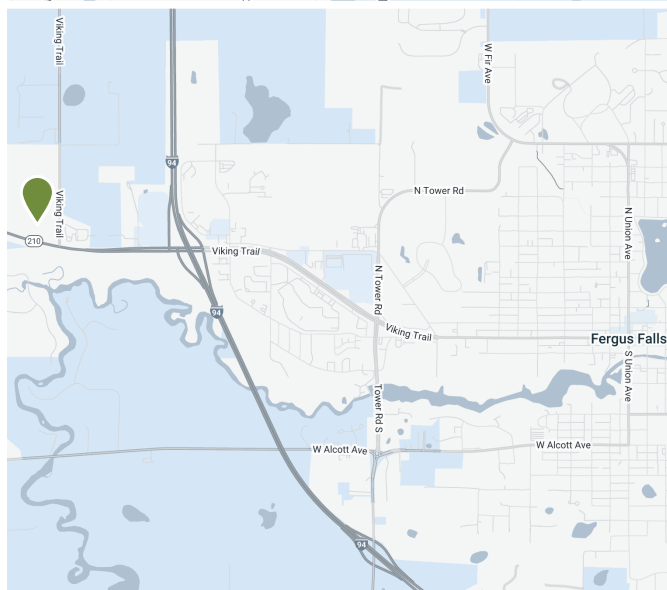 Viking Trail
W Fir Ave
94
N Tower Rd
Viking Trail
N Union Ave
210
Viking Trail
N Tower Rd
94
Viking Trail
Fergus Falls
S Union Ave
Tower Rd S
W Alcott Ave
W Alcott Ave
94